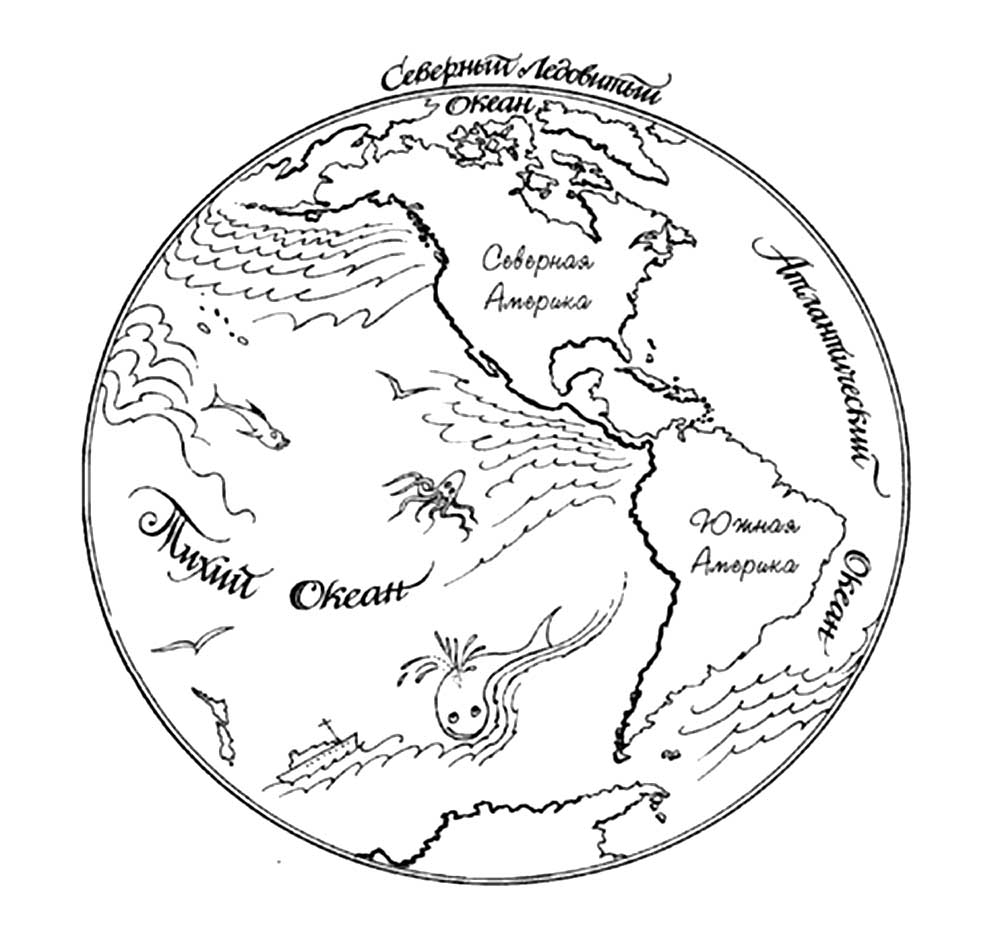 Северный Ледовитый
Океан
Северная
Америка
Атлантический
Океан
Южная
Америка
Тихий Океан